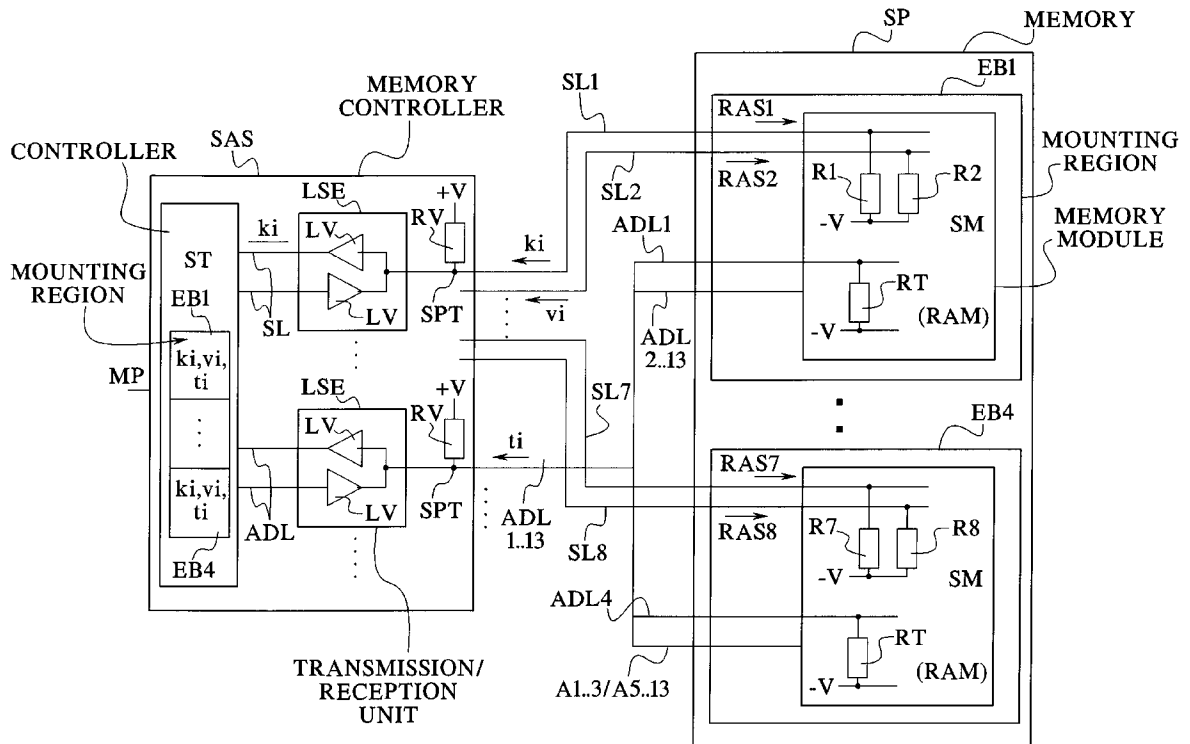 SP
MEMORY
EB1
SL1
RAS1
MEMORY
CONTROLLER
SAS
CONTROLLER
LSE
+V
RV
LV
ki
ki
SL2
RAS2
R1
R2
-V
SM
MOUNTING
REGION
MEMORY
MODULE
ST
MOUNTING
REGION
EB1
SL
LV
SPT
vi
ADL1
ADL
2..13
RT
-V
(RAM)
ki,vi,
ti
MP
LSE
+V
RV
LV
SL7
EB4
ti
RAS7
ki,vi,
ti
ADL
LV
SPT
ADL
1..13
SL8
RAS8
R7
R8
-V
SM
EB4
ADL4
RT
-V
(RAM)
TRANSMISSION/
RECEPTION
UNIT
A1..3/A5..13